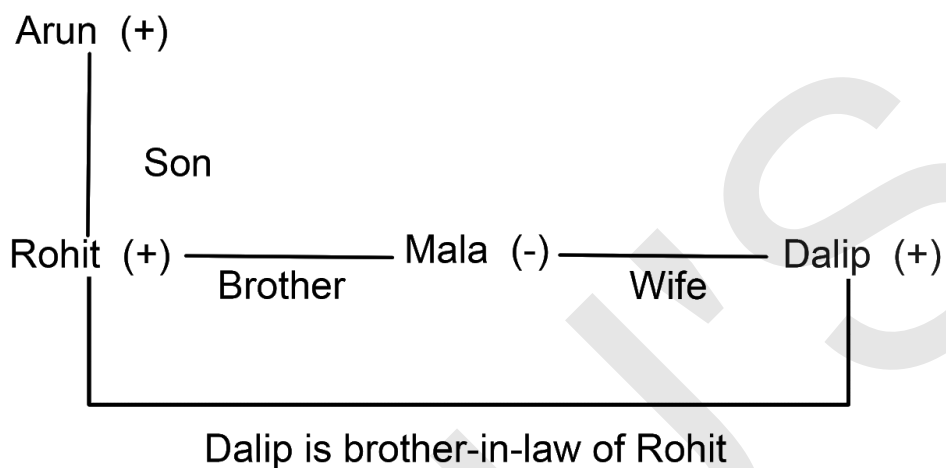 Arun (+)
Son
Rohit (+) Mala (-) Dalip (+)
Brother Wife
Dalip is brother-in-law of Rohit